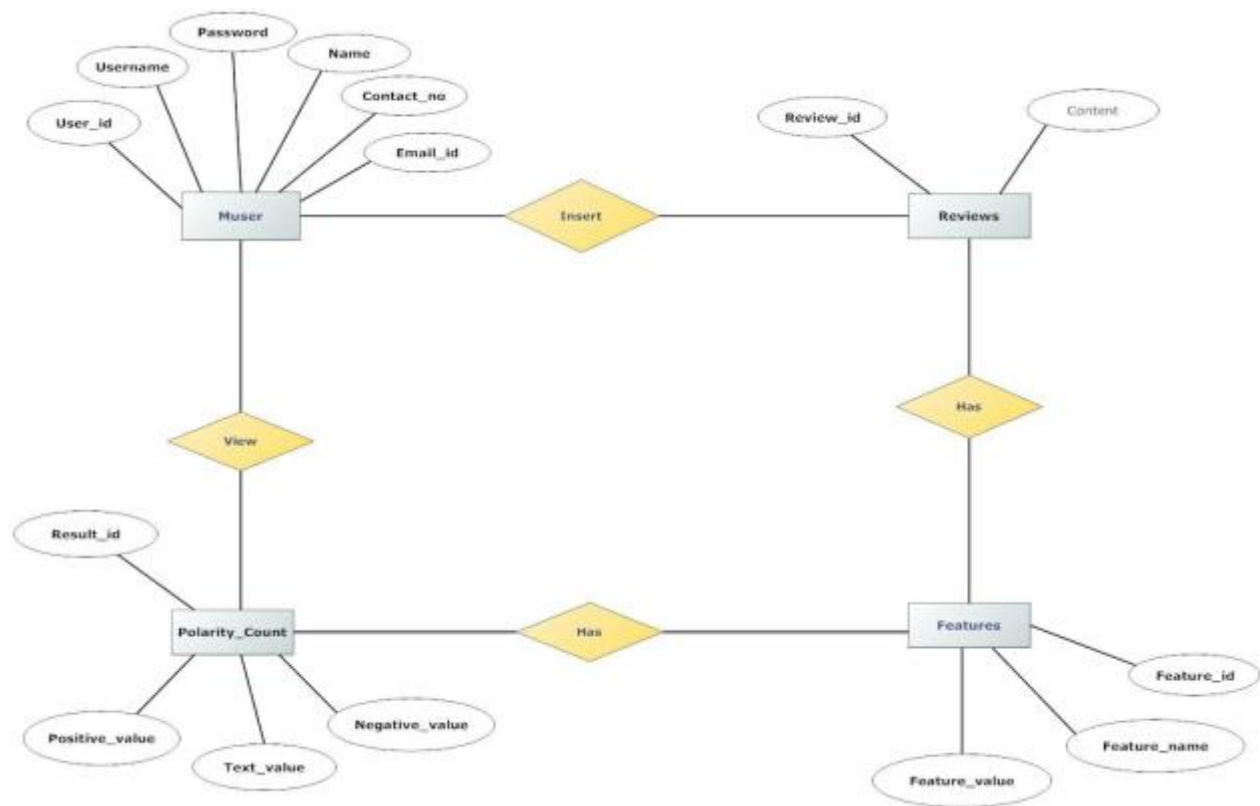 Password
Name
Username
Contact_no
User_id
Email_id
Review_id
Content
Muser
Insert
Reviews
Has
View
Result_id
Polarity_Count
Has
Features
Feature_id
Positive_value
Negative_value
Text_value
Feature_name
Feature_value